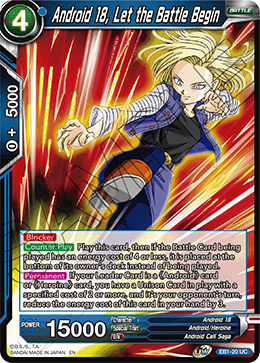 4
Android 18, Let the Battle Begin
BATTLE
+ 5000
Blocker
Counter Play Play this card, then if the Battle Card being
played has an energy cost of 4 or less, it is placed at the
bottom of its owner's deck instead of being played.
Permanent If your Leader Card is a {Android} card
or {Heroine} card, you have a Unison Card in play with a
specified cost of 2 or more, and it's your opponent's turn,
reduce the energy cost of this card in your hand by 3.
©B.S./S., T.A.
BANDAI MADE IN JAPAN EN
POWER 15000
Character Android 18
Special Trait Android/Heroine
Era Android Cell Saga
EB1-20 UC